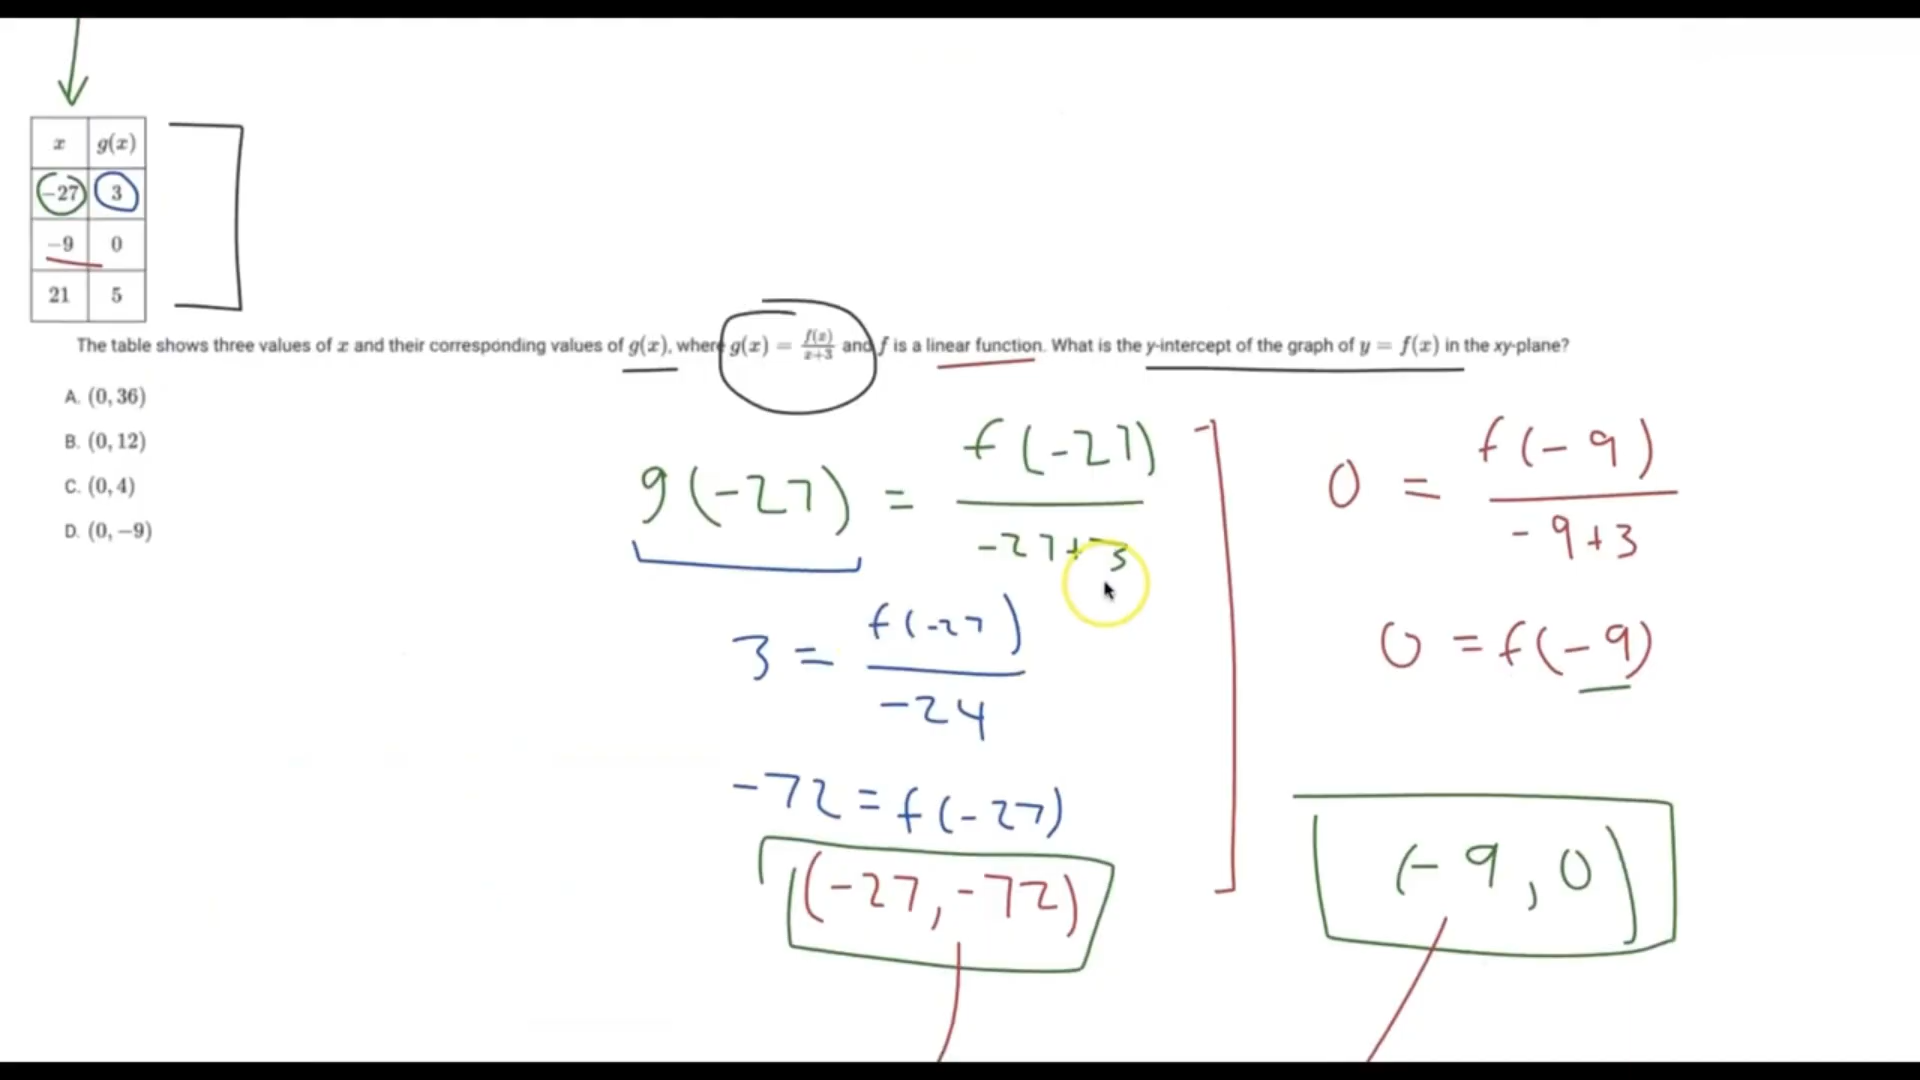 x g(x)
-27 3
-9 0
21 5
The table shows three values of x and their corresponding values of g(x), where g(x) = f(x)/x+3 and f is a linear function. What is the y-intercept of the graph of y = f(x) in the xy-plane?
A. (0, 36)
B. (0, 12)
C. (0, 4)
D. (0, -9)
g(-27) = f(-27)/-27+3
3 = f(-27)/-24
-72 = f(-27)
(-27, -72)
0 = f(-9)/-9+3
0 = f(-9)
(-9, 0)